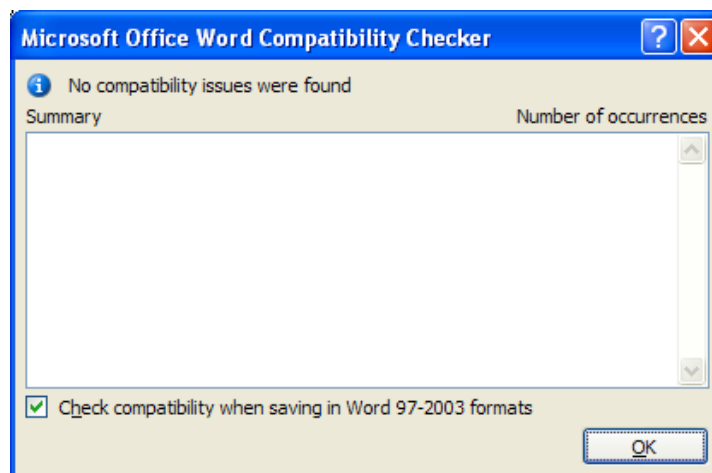 Microsoft Office Word Compatibility Checker
No compatibility issues were found
Summary Number of occurrences
Check compatibility when saving in Word 97-2003 formats
OK